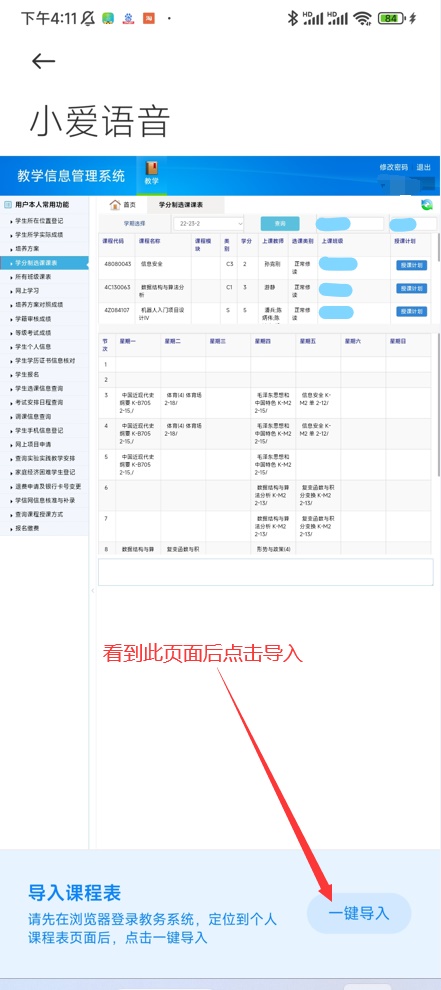 下午4:11
84
小爱语音
教学信息管理系统
教学
修改密码 退出
用户本人常用功能
首页
学分制选课课表
学生所在位置登记
学生所学实际成绩
培养方案
学分制选课课表
所有班级课表
网上学习
培养方案对照成绩
学籍审核成绩
等级考试成绩
学生个人信息
学生学历证书信息核对
学生报名
学生选课信息查询
考试安排日程查询
调课信息查询
学生手机信息登记
网上项目申请
查询实验实践教学安排
家庭经济困难学生登记
退费申请及银行卡号变更
学信网信息核准与补录
查询课程授课方式
报名缴费
学期选择 22-23-2 查询
课程代码 课程名称 课程模块 类别 学分 上课教师 选课类别 上课班级 授课计划
48080043 信息安全 C3 2 孙克刚 正常修读 授课计划
4C130063 数据结构与算法分析 C1 3 游静 正常修读 授课计划
4Z084107 机器人入门项目设计IV S 5 正常修读 授课计划
节次 星期一 星期二 星期三 星期四 星期五 星期六 星期日
1
2
3 中国近现代史纲要 K-B705 2-15,/ 体育(4) 体育场 2-18/ 毛泽东思想和中国特色 K-M2 2-15/ 信息安全 K-M2 单 2-12/
4 中国近现代史纲要 K-B705 2-15,/ 体育(4) 体育场 2-18/ 毛泽东思想和中国特色 K-M2 2-15/ 信息安全 K-M2 单 2-12/
5 中国近现代史纲要 K-B705 2-15,/ 毛泽东思想和中国特色 K-M2 2-15/
6 数据结构与算法分析 K-M2 2-13/ 复变函数与积分变换 K-M2 2-13/
7 数据结构与算法分析 K-M2 2-13/ 复变函数与积分变换 K-M2 2-13/
8 数据结构与算 复变函数与积 形势与政策(4)
看到此页面后点击导入
导入课程表
请先在浏览器登录教务系统，定位到个人
课程表页面后，点击一键导入
一键导入